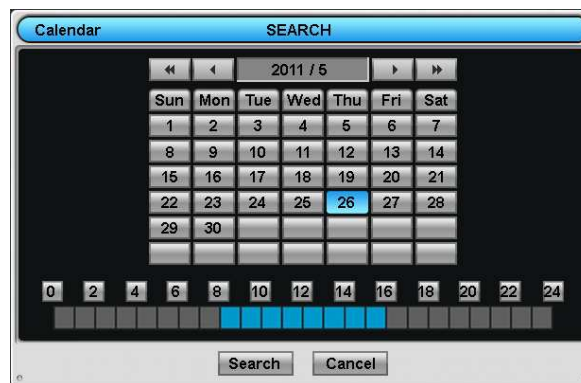 Calendar SEARCH
2011 / 5
Sun Mon Tue Wed Thu Fri Sat
1 2 3 4 5 6 7
8 9 10 11 12 13 14
15 16 17 18 19 20 21
22 23 24 25 26 27 28
29 30
0 2 4 6 8 10 12 14 16 18 20 22 24
Search Cancel